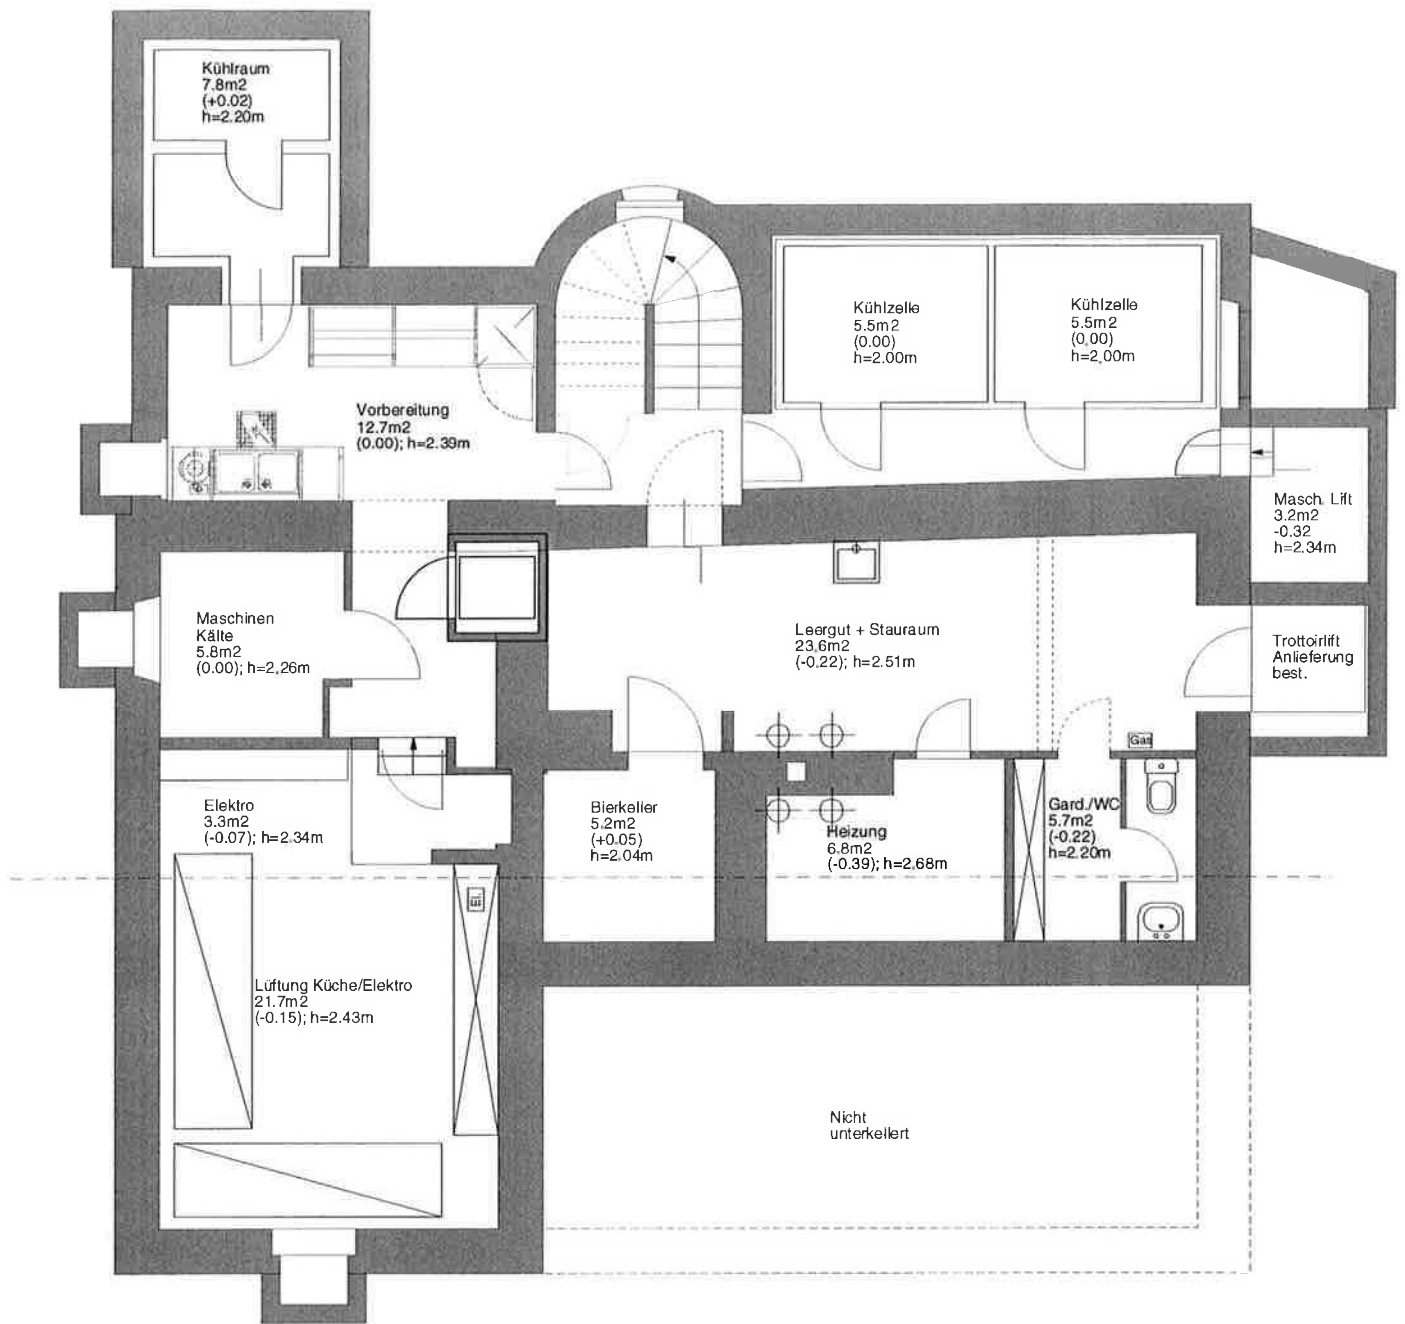 Kühlraum
7.8m2
(+0.02)
h=2.20m
Kühlzelle
5.5m2
(0.00)
h=2.00m
Kühlzelle
5.5m2
(0.00)
h=2.00m
Vorbereitung
12.7m2
(0.00); h=2.39m
Masch. Lift
3.2m2
-0.32
h=2.34m
Maschinen
Kälte
5.8m2
(0.00); h=2.26m
Leergut + Stauraum
23.6m2
(-0.22); h=2.51m
Trottoirlift
Anlieferung
best.
Gas
Elektro
3.3m2
(-0.07); h=2.34m
Bierkeller
5.2m2
(+0.05)
h=2.04m
Heizung
6.8m2
(-0.39); h=2.68m
Gard./WC
5.7m2
(-0.22)
h=2.20m
El.
Lüftung Küche/Elektro
21.7m2
(-0.15); h=2.43m
Nicht
unterkellert